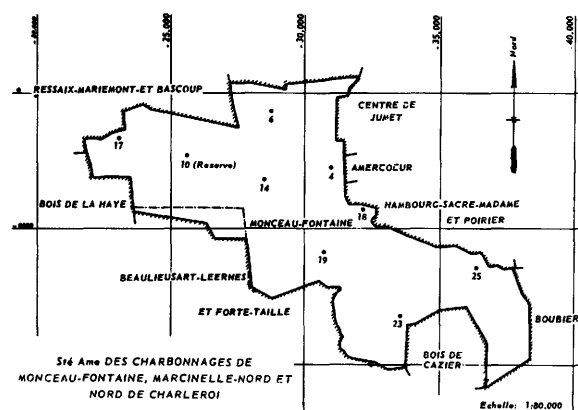 -20,000
-25,000
-30,000
-35,000
-40,000
Nord
RESSAIX-MARIEMONT-ET BASCOUP
CENTRE DE
JUMET
6
17
10 (Reserve)
4
AMERCOEUR
14
BOIS DE LA HAYE
HAMBOURG-SACRE-MADAME
18
ET POIRIER
MONCEAU-FONTAINE
19
25
BEAULIEUSART-LEERNES
ET FORTE-TAILLE
23
BOUBIER
BOIS DE
CAZIER
Sté Ame DES CHARBONNAGES DE
MONCEAU-FONTAINE, MARCINELLE-NORD ET
NORD DE CHARLEROI
Echelle: 1:80,000